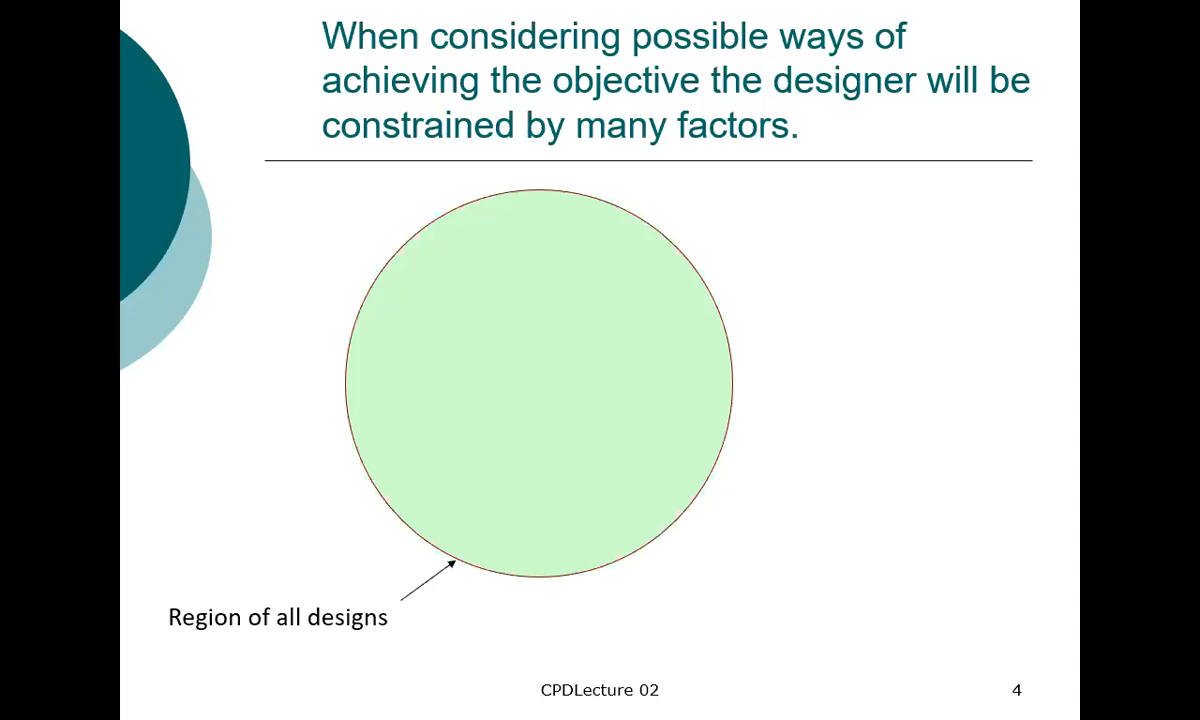 When considering possible ways of
achieving the objective the designer will be
constrained by many factors.
Region of all designs
CPDLecture 02
4